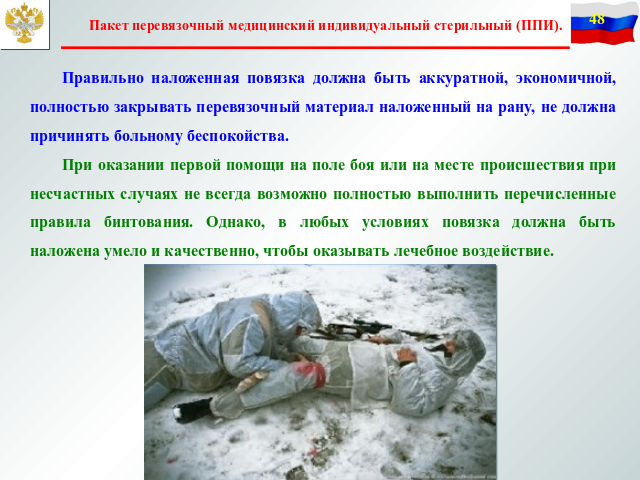 Пакет перевязочный медицинский индивидуальный стерильный (ППИ).
48
Правильно наложенная повязка должна быть аккуратной, экономичной,
полностью закрывать перевязочный материал наложенный на рану, не должна
причинять больному беспокойства.
При оказании первой помощи на поле боя или на месте происшествия при
несчастных случаях не всегда возможно полностью выполнить перечисленные
правила бинтования. Однако, в любых условиях повязка должна быть
наложена умело и качественно, чтобы оказывать лечебное воздействие.